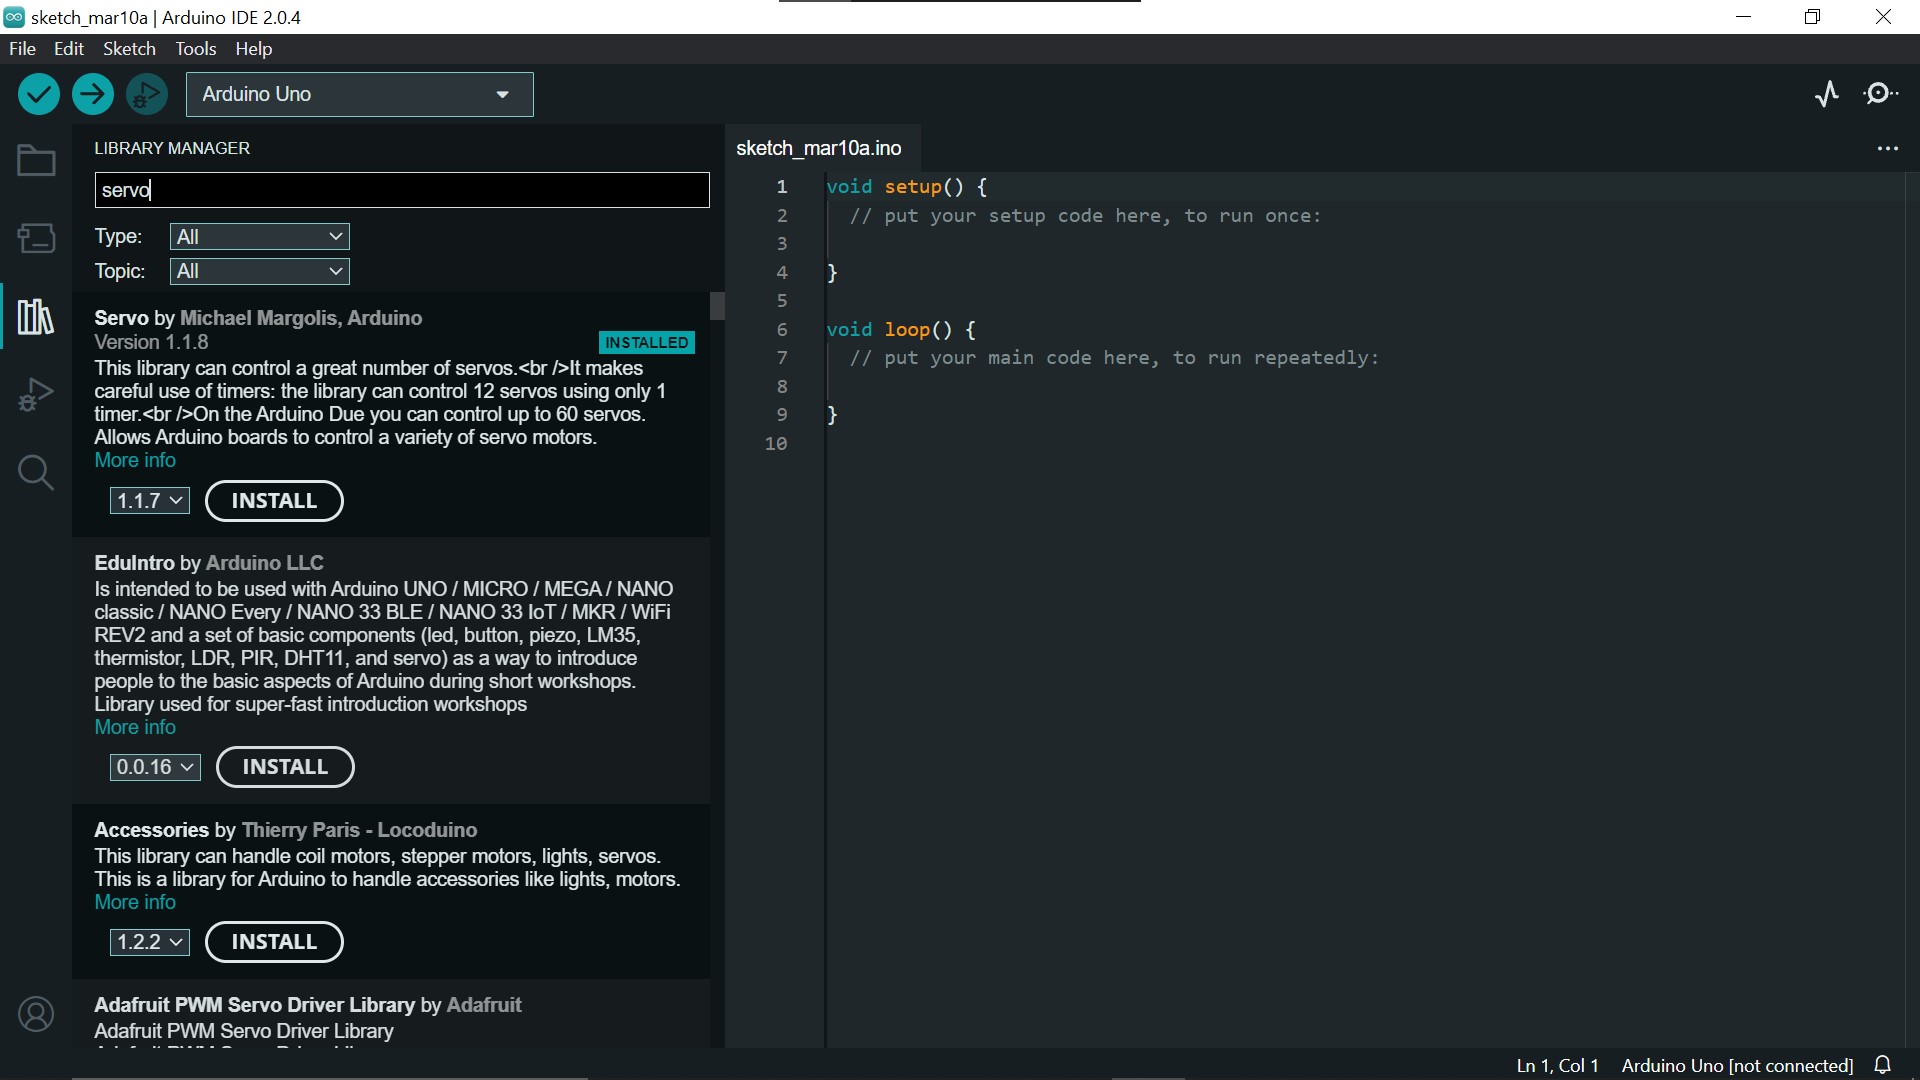 sketch_mar10a | Arduino IDE 2.0.4
File Edit Sketch Tools Help
Arduino Uno
LIBRARY MANAGER
servo
Type: All
Topic: All
Servo by Michael Margolis, Arduino
Version 1.1.8 INSTALLED
This library can control a great number of servos.<br />It makes
careful use of timers: the library can control 12 servos using only 1
timer.<br />On the Arduino Due you can control up to 60 servos.
Allows Arduino boards to control a variety of servo motors.
More info
1.1.7 INSTALL
EduIntro by Arduino LLC
Is intended to be used with Arduino UNO / MICRO / MEGA / NANO
classic / NANO Every / NANO 33 BLE / NANO 33 IoT / MKR / WiFi
REV2 and a set of basic components (led, button, piezo, LM35,
thermistor, LDR, PIR, DHT11, and servo) as a way to introduce
people to the basic aspects of Arduino during short workshops.
Library used for super-fast introduction workshops
More info
0.0.16 INSTALL
Accessories by Thierry Paris - Locoduino
This library can handle coil motors, stepper motors, lights, servos.
This is a library for Arduino to handle accessories like lights, motors.
More info
1.2.2 INSTALL
Adafruit PWM Servo Driver Library by Adafruit
Adafruit PWM Servo Driver Library
sketch_mar10a.ino
1 void setup() {
2 // put your setup code here, to run once:
3
4 }
5
6 void loop() {
7 // put your main code here, to run repeatedly:
8
9 }
10
Ln 1, Col 1 Arduino Uno [not connected]